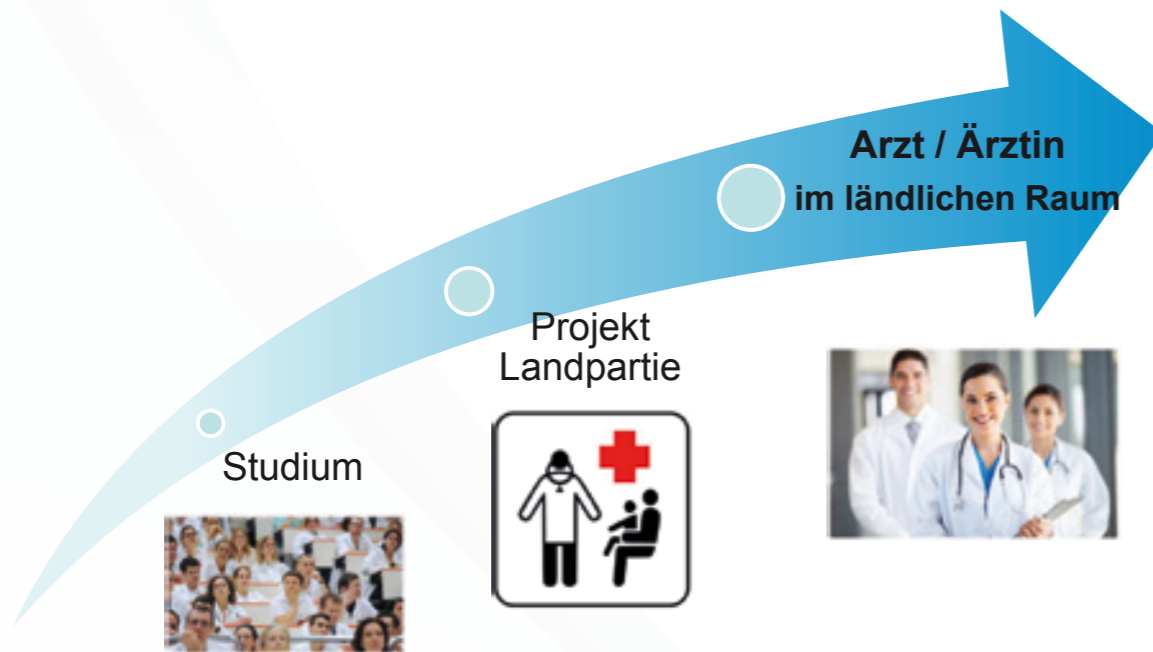 Arzt / Ärztin
im ländlichen Raum
Projekt
Landpartie
Studium